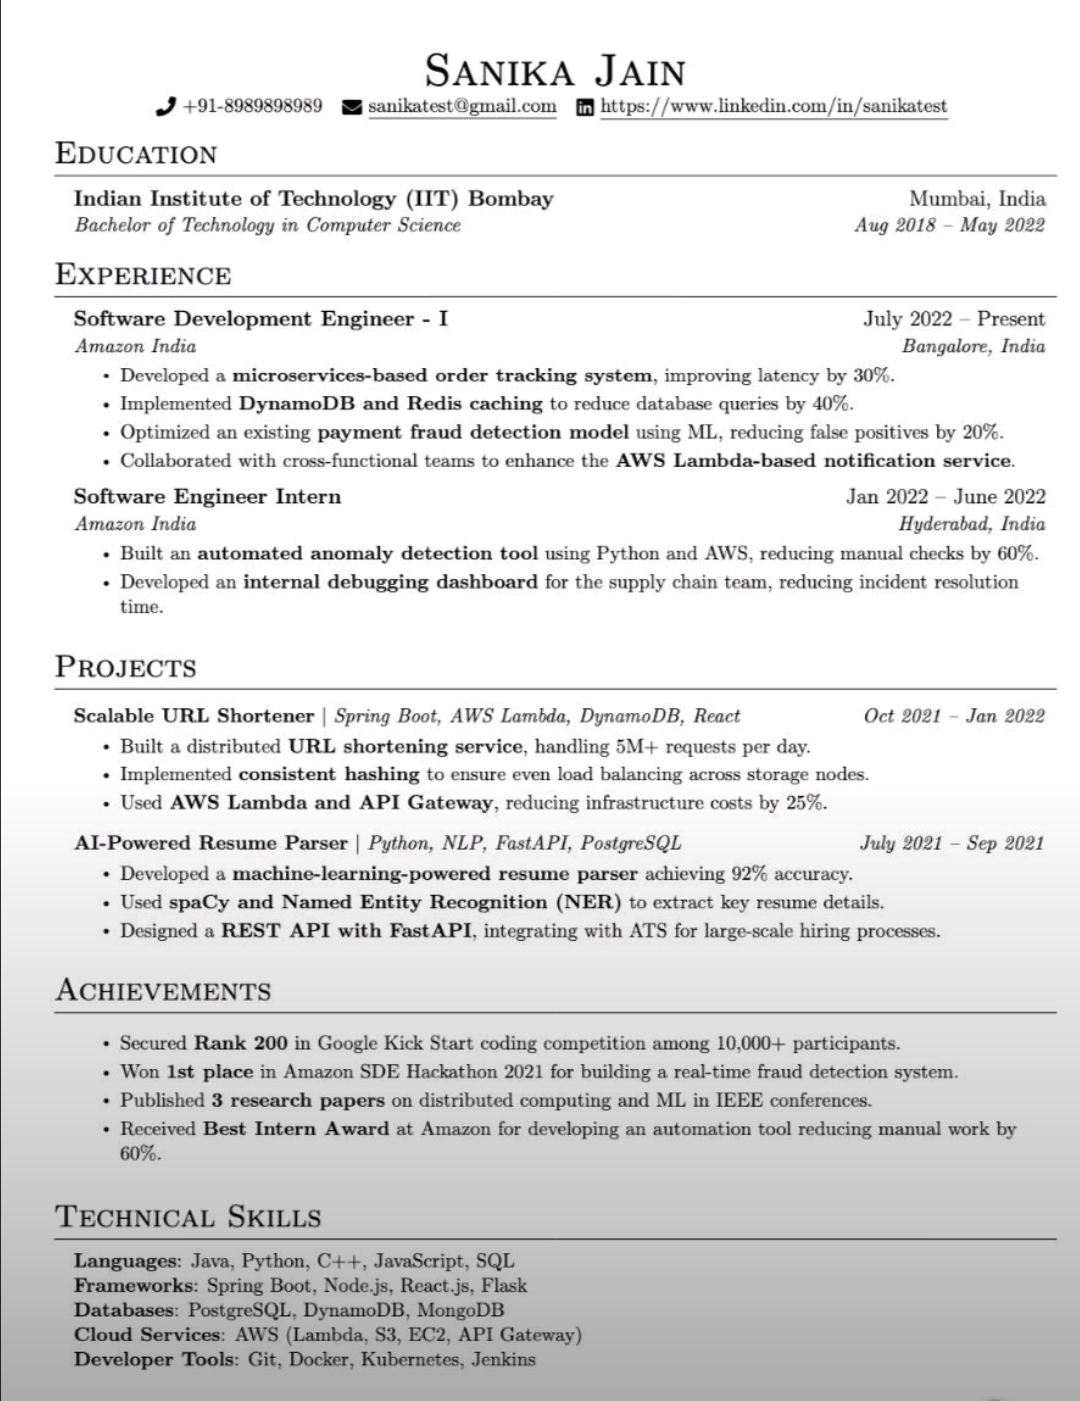 Sanika Jain
+91-8989898989 sanikatest@gmail.com https://www.linkedin.com/in/sanikatest
Education
Indian Institute of Technology (IIT) Bombay Mumbai, India
Bachelor of Technology in Computer Science Aug 2018 – May 2022
Experience
Software Development Engineer - I July 2022 – Present
Amazon India Bangalore, India
• Developed a microservices-based order tracking system, improving latency by 30%.
• Implemented DynamoDB and Redis caching to reduce database queries by 40%.
• Optimized an existing payment fraud detection model using ML, reducing false positives by 20%.
• Collaborated with cross-functional teams to enhance the AWS Lambda-based notification service.
Software Engineer Intern Jan 2022 – June 2022
Amazon India Hyderabad, India
• Built an automated anomaly detection tool using Python and AWS, reducing manual checks by 60%.
• Developed an internal debugging dashboard for the supply chain team, reducing incident resolution
time.
Projects
Scalable URL Shortener | Spring Boot, AWS Lambda, DynamoDB, React Oct 2021 – Jan 2022
• Built a distributed URL shortening service, handling 5M+ requests per day.
• Implemented consistent hashing to ensure even load balancing across storage nodes.
• Used AWS Lambda and API Gateway, reducing infrastructure costs by 25%.
AI-Powered Resume Parser | Python, NLP, FastAPI, PostgreSQL July 2021 – Sep 2021
• Developed a machine-learning-powered resume parser achieving 92% accuracy.
• Used spaCy and Named Entity Recognition (NER) to extract key resume details.
• Designed a REST API with FastAPI, integrating with ATS for large-scale hiring processes.
Achievements
• Secured Rank 200 in Google Kick Start coding competition among 10,000+ participants.
• Won 1st place in Amazon SDE Hackathon 2021 for building a real-time fraud detection system.
• Published 3 research papers on distributed computing and ML in IEEE conferences.
• Received Best Intern Award at Amazon for developing an automation tool reducing manual work by
60%.
Technical Skills
Languages: Java, Python, C++, JavaScript, SQL
Frameworks: Spring Boot, Node.js, React.js, Flask
Databases: PostgreSQL, DynamoDB, MongoDB
Cloud Services: AWS (Lambda, S3, EC2, API Gateway)
Developer Tools: Git, Docker, Kubernetes, Jenkins